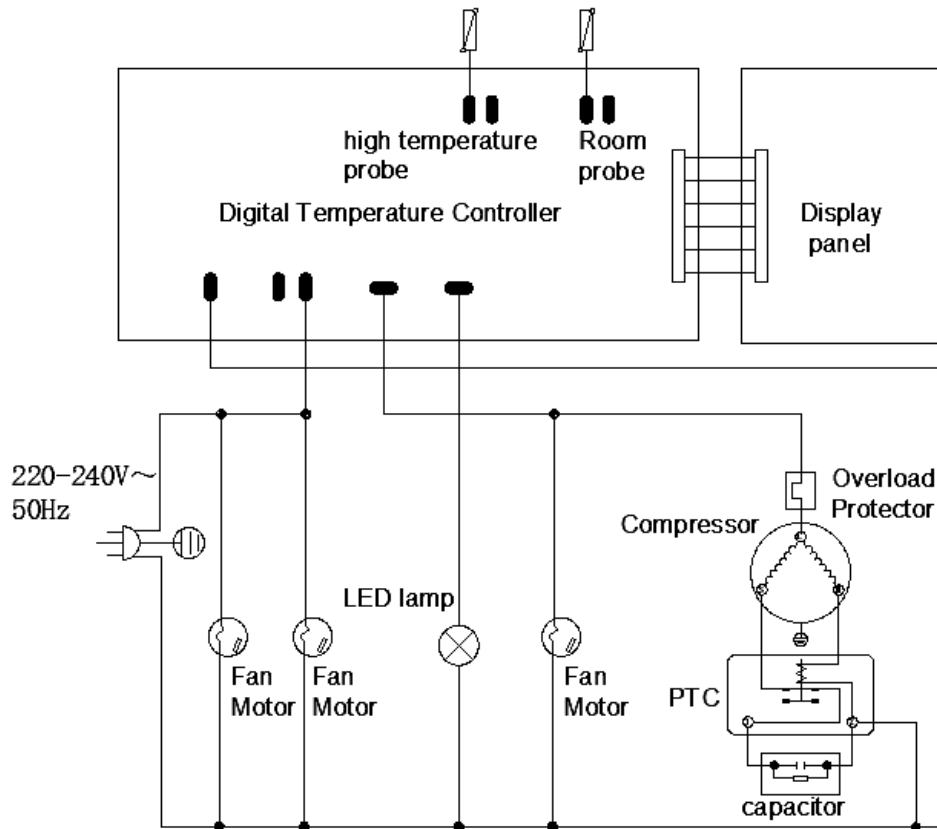 high temperature
probe
Room
probe
Digital Temperature Controller
Display
panel
220-240V～
50Hz
Overload
Protector
Compressor
LED lamp
Fan
Motor
Fan
Motor
Fan
Motor
PTC
capacitor